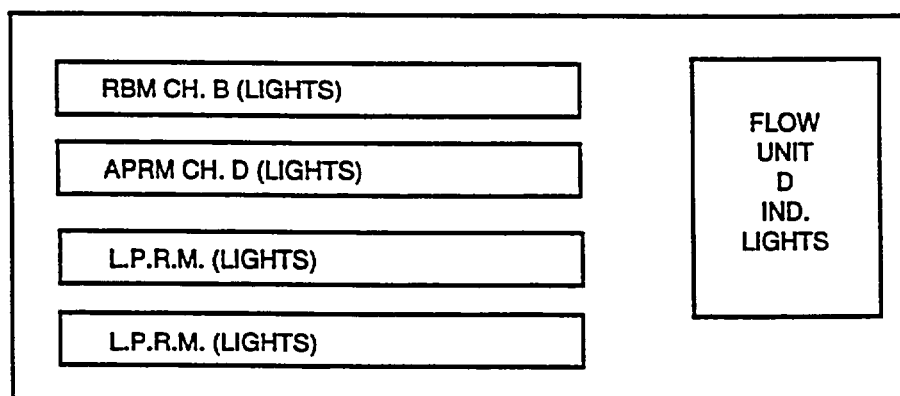 RBM CH. B (LIGHTS)
APRM CH. D (LIGHTS)
L.P.R.M. (LIGHTS)
L.P.R.M. (LIGHTS)
FLOW
UNIT
D
IND.
LIGHTS